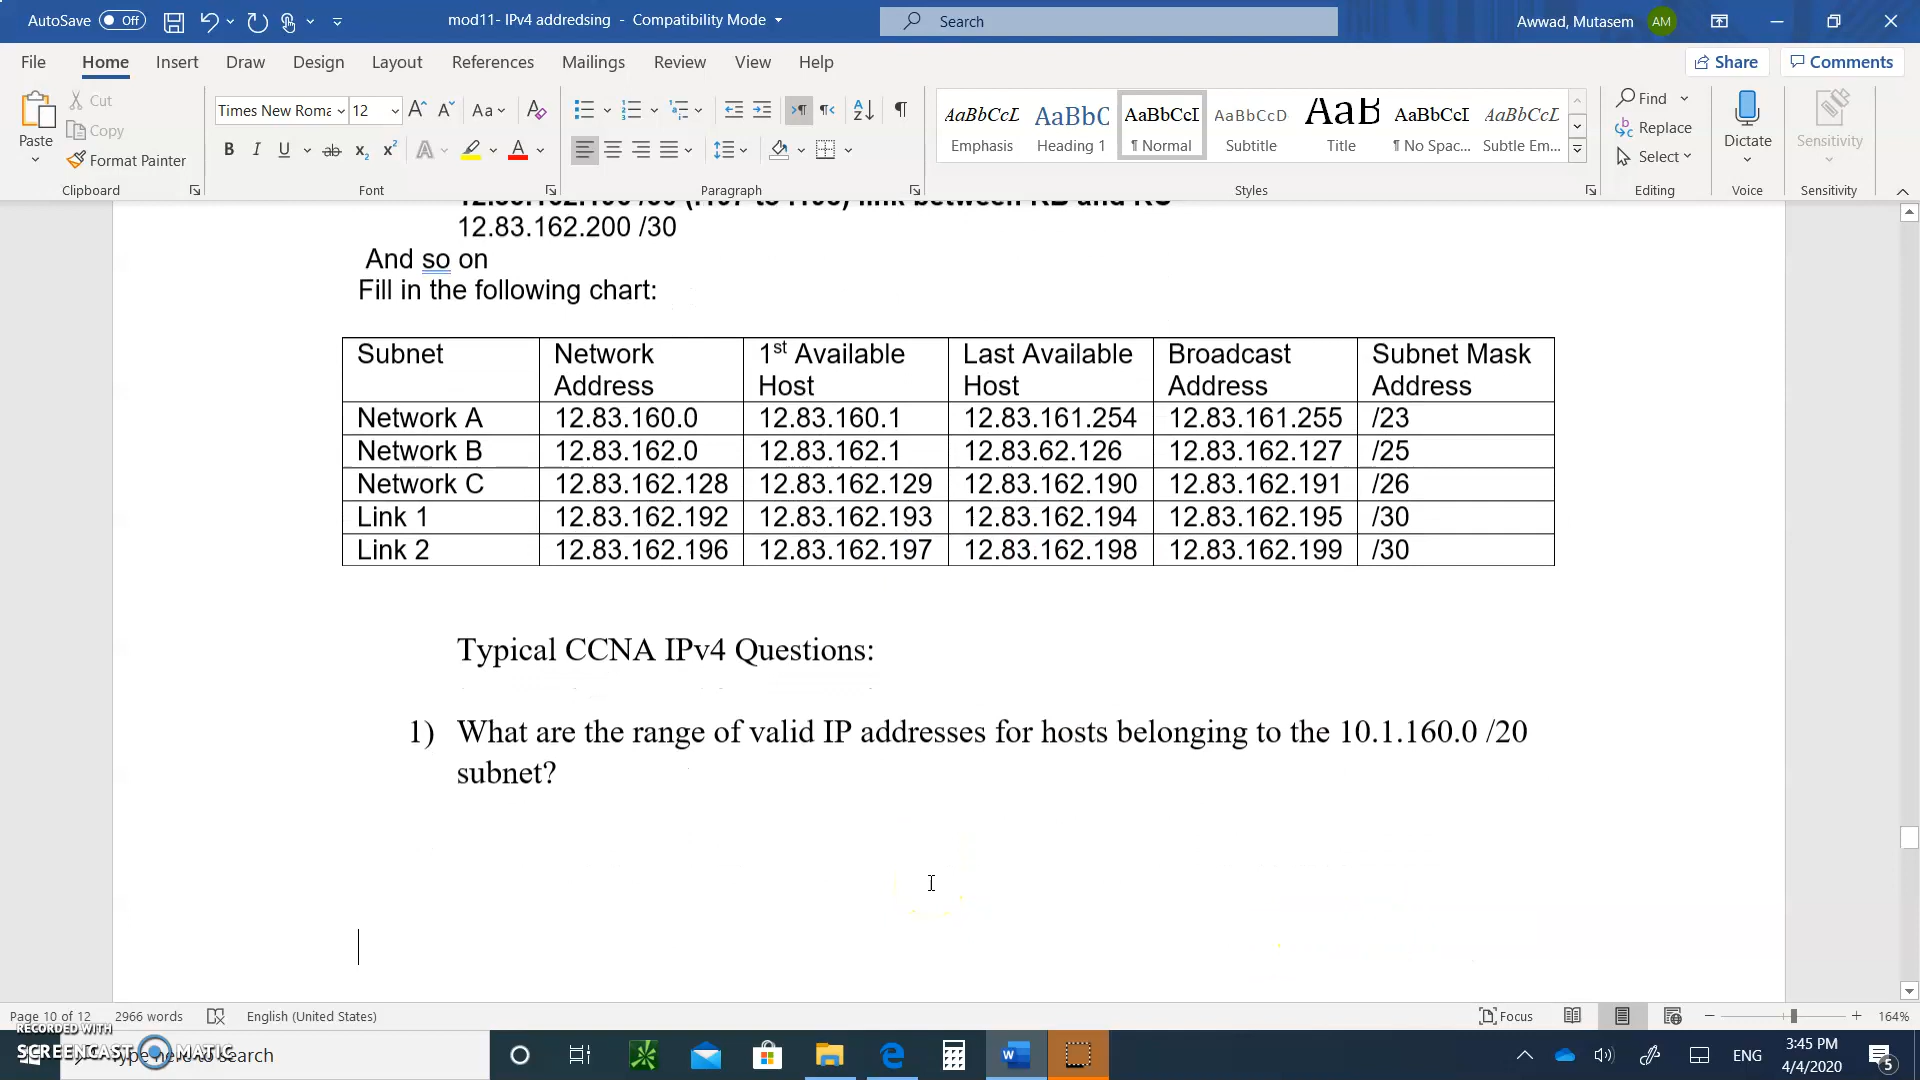 AutoSave Off mod11- IPv4 addredsing - Compatibility Mode Search Awwad, Mutasem AM
File Home Insert Draw Design Layout References Mailings Review View Help Share Comments
Paste Cut Copy Format Painter
Times New Roma 12 Aa
B I U ab x2 x2 A A
AaBbCcL AaBbC AaBbCcI AaBbCcD AaB AaBbCcI AaBbCcL
Emphasis Heading 1 ¶ Normal Subtitle Title ¶ No Spac... Subtle Em...
Find Replace Select Dictate Sensitivity
Clipboard Font Paragraph Styles Editing Voice Sensitivity
12.83.162.200 /30
And so on
Fill in the following chart:
Subnet Network Address 1st Available Host Last Available Host Broadcast Address Subnet Mask Address
Network A 12.83.160.0 12.83.160.1 12.83.161.254 12.83.161.255 /23
Network B 12.83.162.0 12.83.162.1 12.83.62.126 12.83.162.127 /25
Network C 12.83.162.128 12.83.162.129 12.83.162.190 12.83.162.191 /26
Link 1 12.83.162.192 12.83.162.193 12.83.162.194 12.83.162.195 /30
Link 2 12.83.162.196 12.83.162.197 12.83.162.198 12.83.162.199 /30
Typical CCNA IPv4 Questions:
1) What are the range of valid IP addresses for hosts belonging to the 10.1.160.0 /20
subnet?
Page 10 of 12 2966 words English (United States) Focus 164%
RECORDED WITH
SCREENCAST MATIC
Type here to search
ENG 3:45 PM
4/4/2020 5